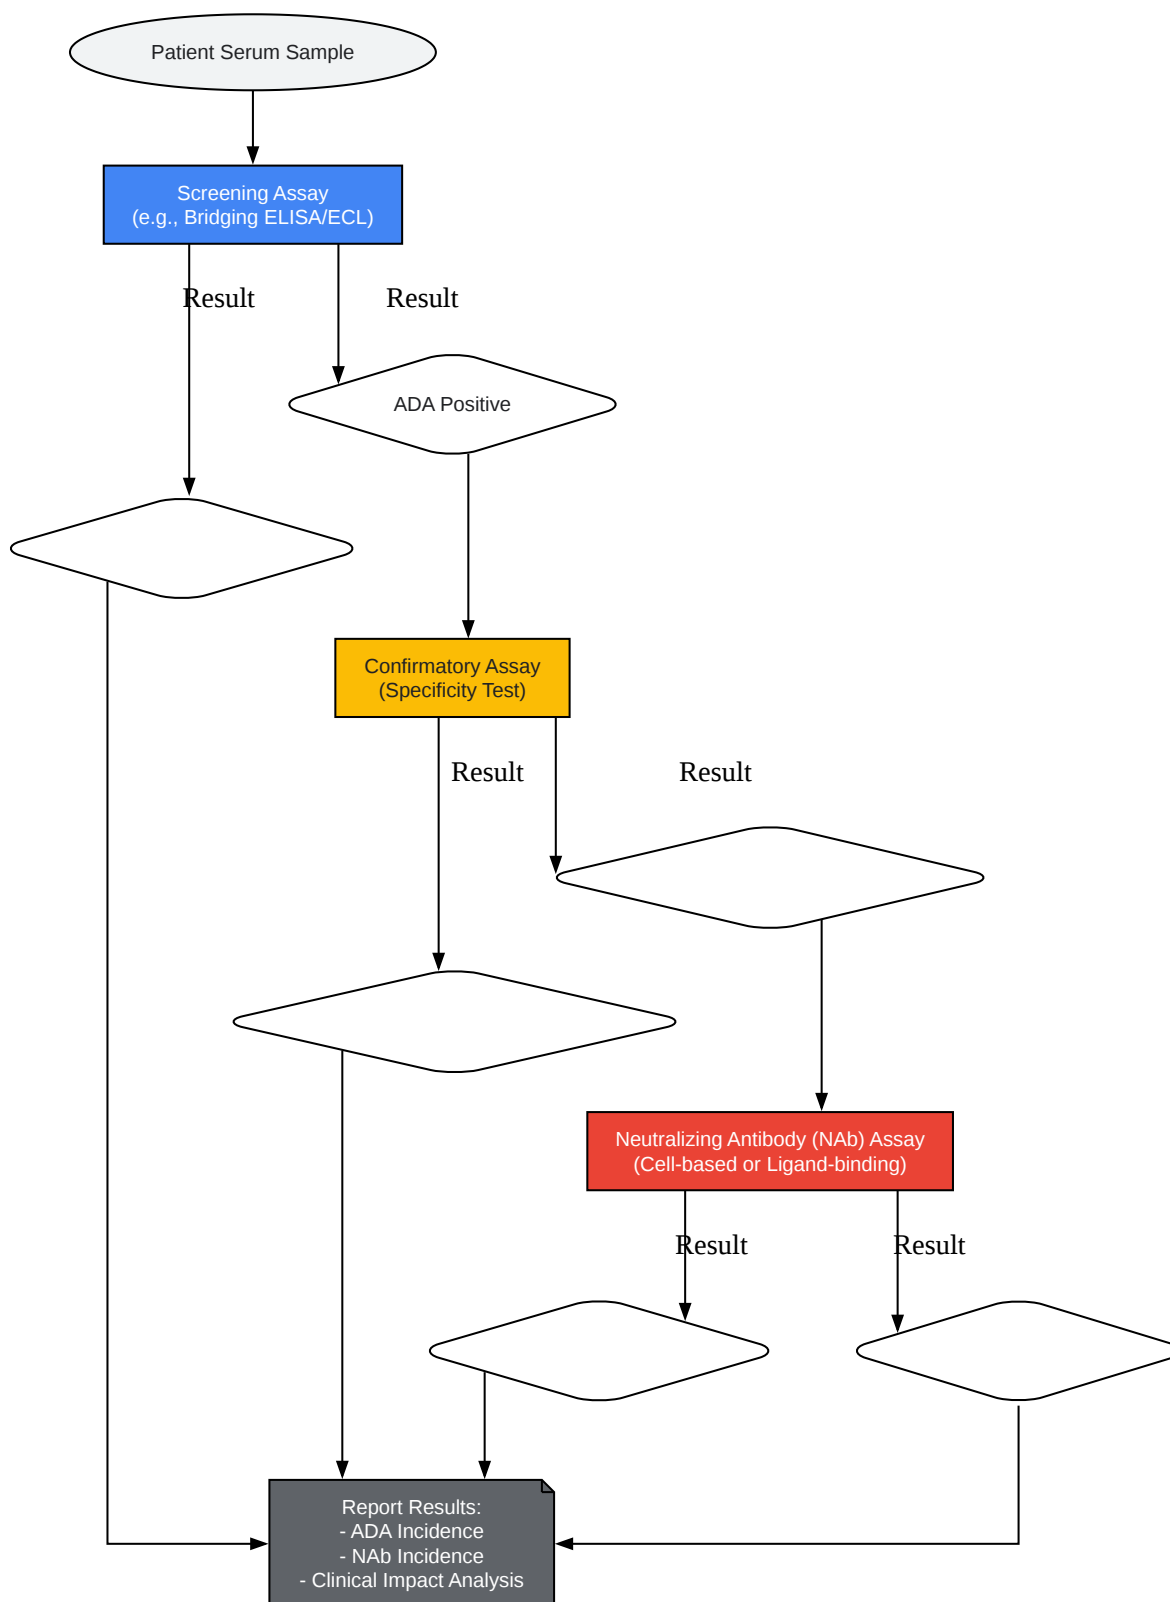 Patient Serum Sample
Screening Assay
(e.g., Bridging ELISA/ECL)
Result
Result
ADA Positive
Confirmatory Assay
(Specificity Test)
Result
Result
Neutralizing Antibody (NAb) Assay
(Cell-based or Ligand-binding)
Result
Result
Report Results:
- ADA Incidence
- NAb Incidence
- Clinical Impact Analysis